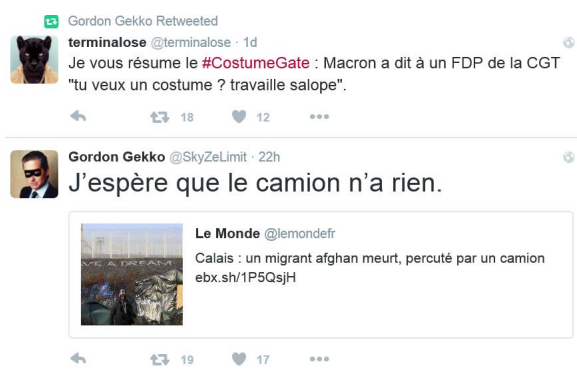 Gordon Gekko Retweeted
terminalose @terminalose · 1d
Je vous résume le #CostumeGate : Macron a dit à un FDP de la CGT
"tu veux un costume ? travaille salope".
18 12
Gordon Gekko @SkyZeLimit · 22h
J’espère que le camion n’a rien.
Le Monde @lemondefr
Calais : un migrant afghan meurt, percuté par un camion
ebx.sh/1P5QsjH
VE A DREAM
19 17